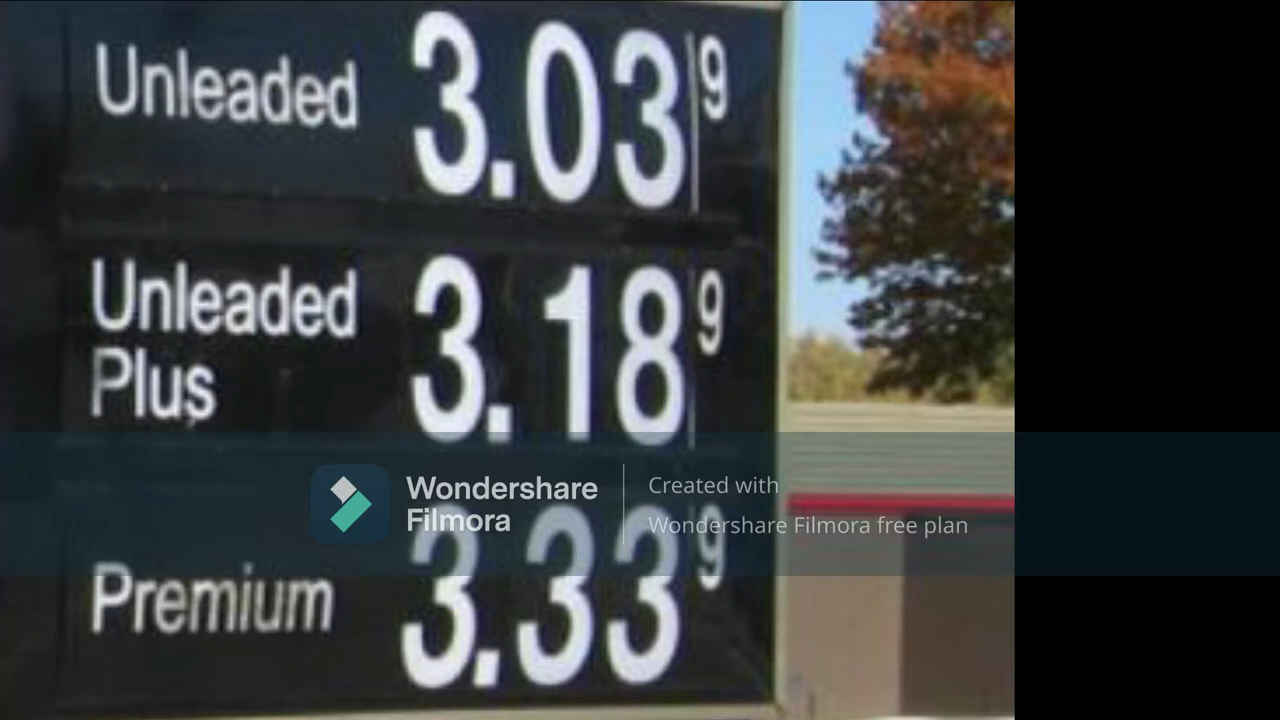 Unleaded 3.03 9
Unleaded
Plus 3.18 9
Wondershare
Filmora
Created with
Wondershare Filmora free plan
Premium 3.33 9